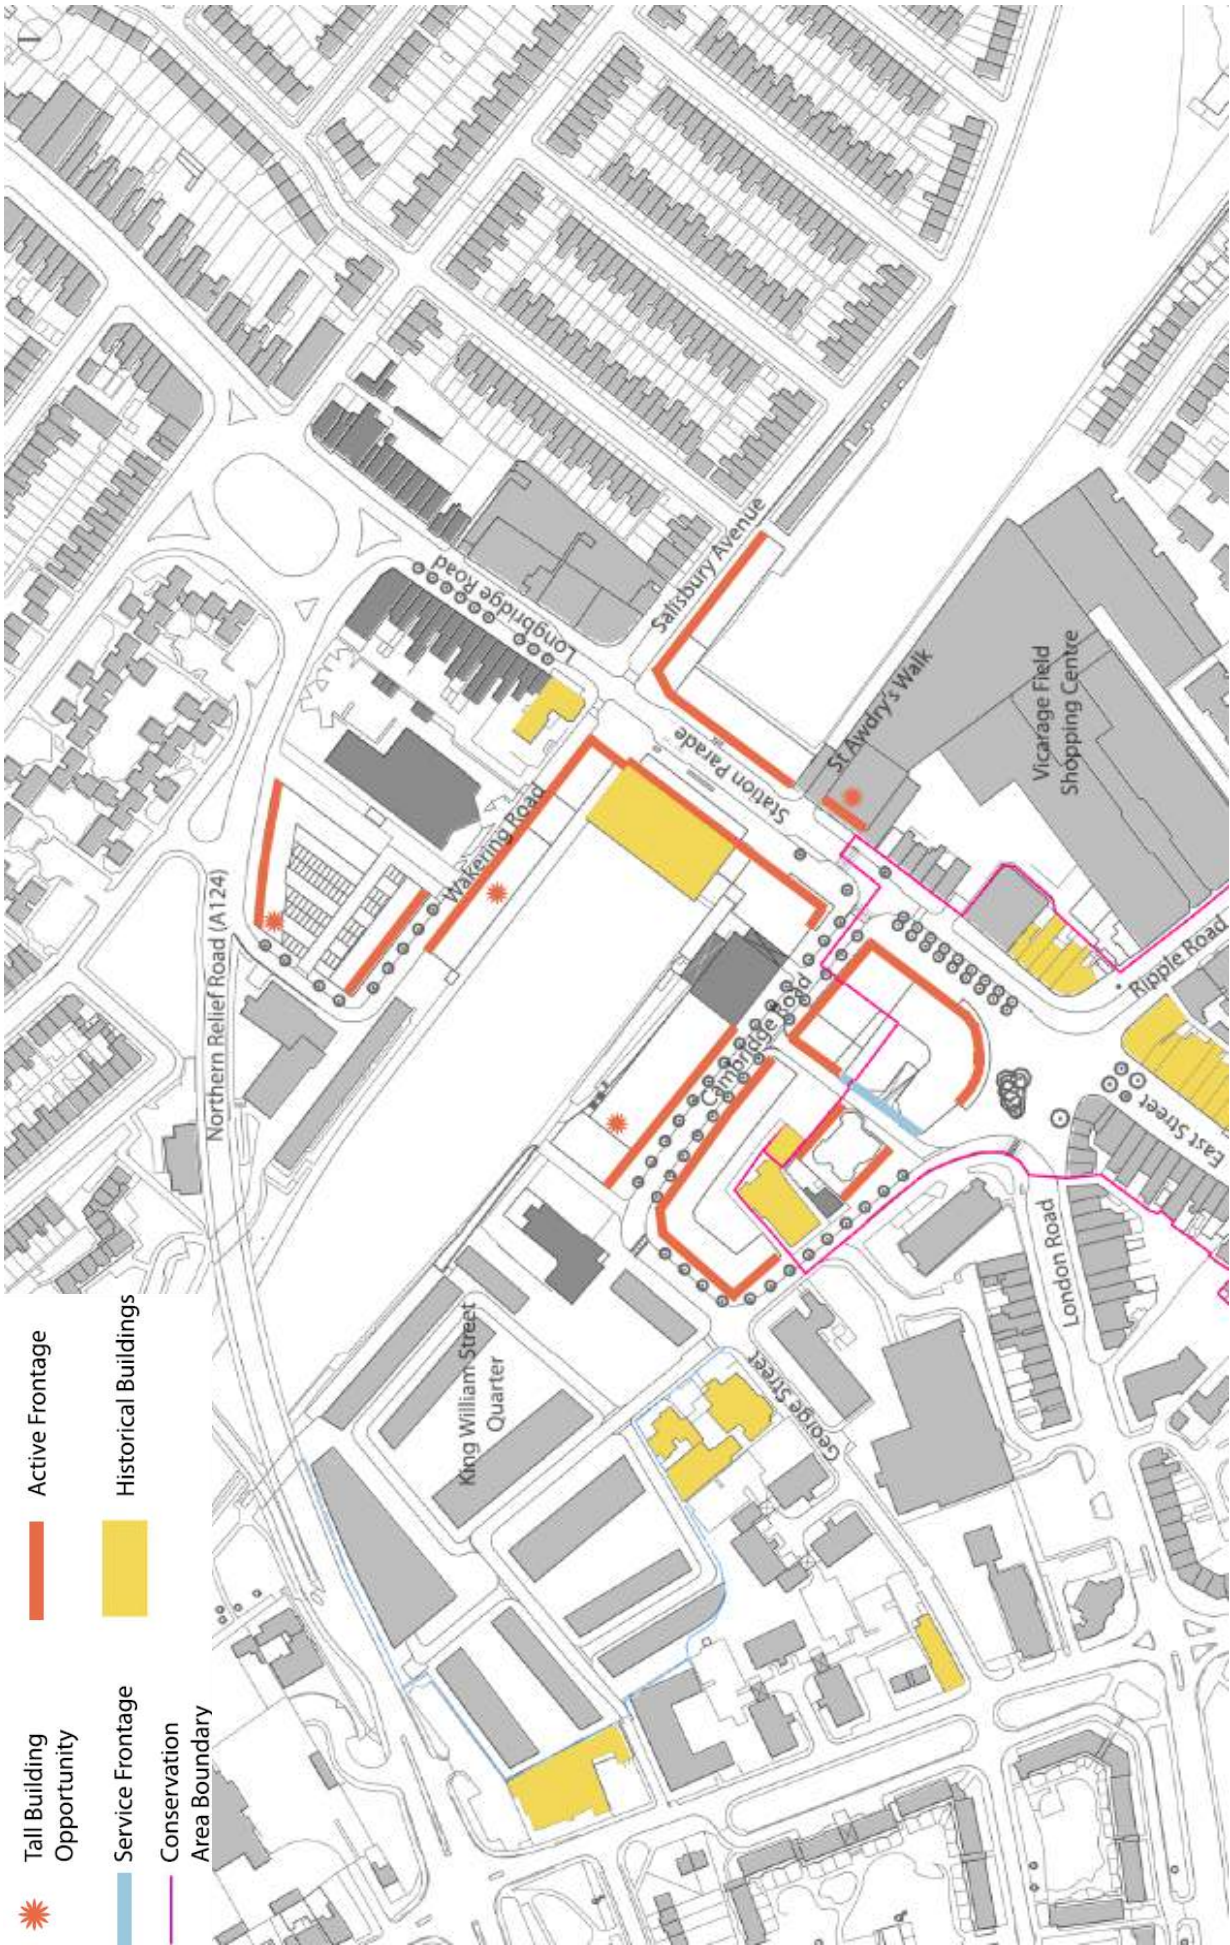 Tall Building
Opportunity
Active Frontage
Service Frontage
Historical Buildings
Conservation
Area Boundary
Northern Relief Road (A124)
Longbridge Road
Salisbury Avenue
Wakering Road
Station Parade
St Awdry's Walk
Vicarage Field
Shopping Centre
Cambridge Road
Ripple Road
East Street
London Road
King William Street
Quarter
George Street